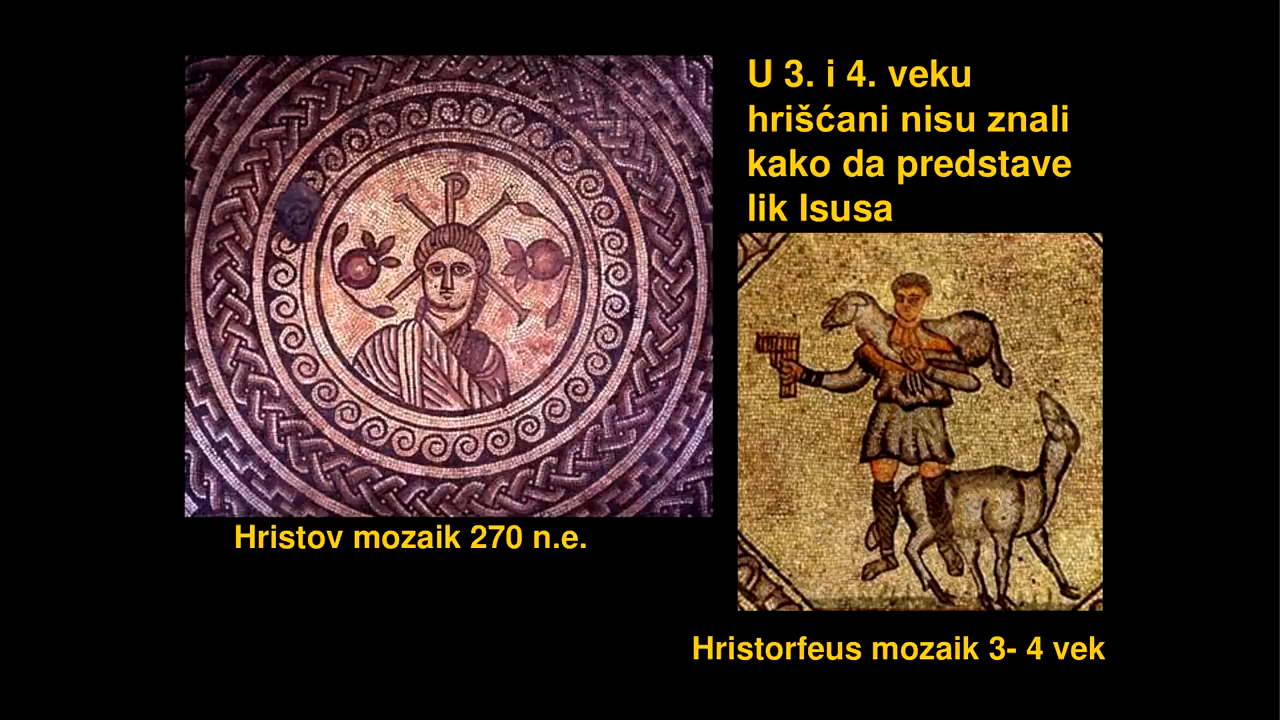 U 3. i 4. veku
hrišćani nisu znali
kako da predstave
lik Isusa
Hristov mozaik 270 n.e.
Hristorfeus mozaik 3- 4 vek